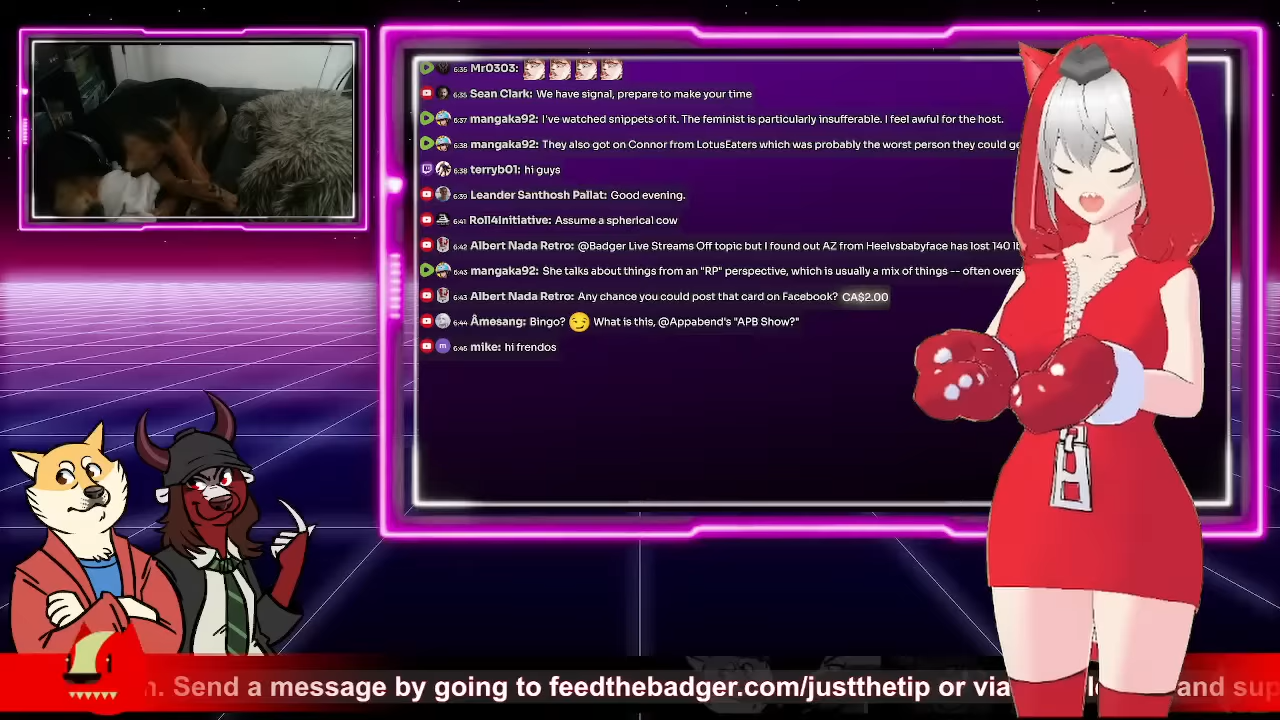 6:35 Mr0303:
6:35 Sean Clark: We have signal, prepare to make your time
6:37 mangaka92: I've watched snippets of it. The feminist is particularly insufferable. I feel awful for the host.
6:38 mangaka92: They also got on Connor from LotusEaters which was probably the worst person they could ge
6:38 terryb01: hi guys
6:39 Leander Santhosh Pallat: Good evening.
6:41 Roll4Initiative: Assume a spherical cow
6:42 Albert Nada Retro: @Badger Live Streams Off topic but I found out AZ from Heelvsbabyface has lost 140 lb
6:43 mangaka92: She talks about things from an "RP" perspective, which is usually a mix of things -- often overs
6:43 Albert Nada Retro: Any chance you could post that card on Facebook? CA$2.00
6:44 What is this, @Appabend's "APB Show?"
6:46 mike: hi frendos
. Send a message by going to feedthebadger.com/justthetip or via and sup